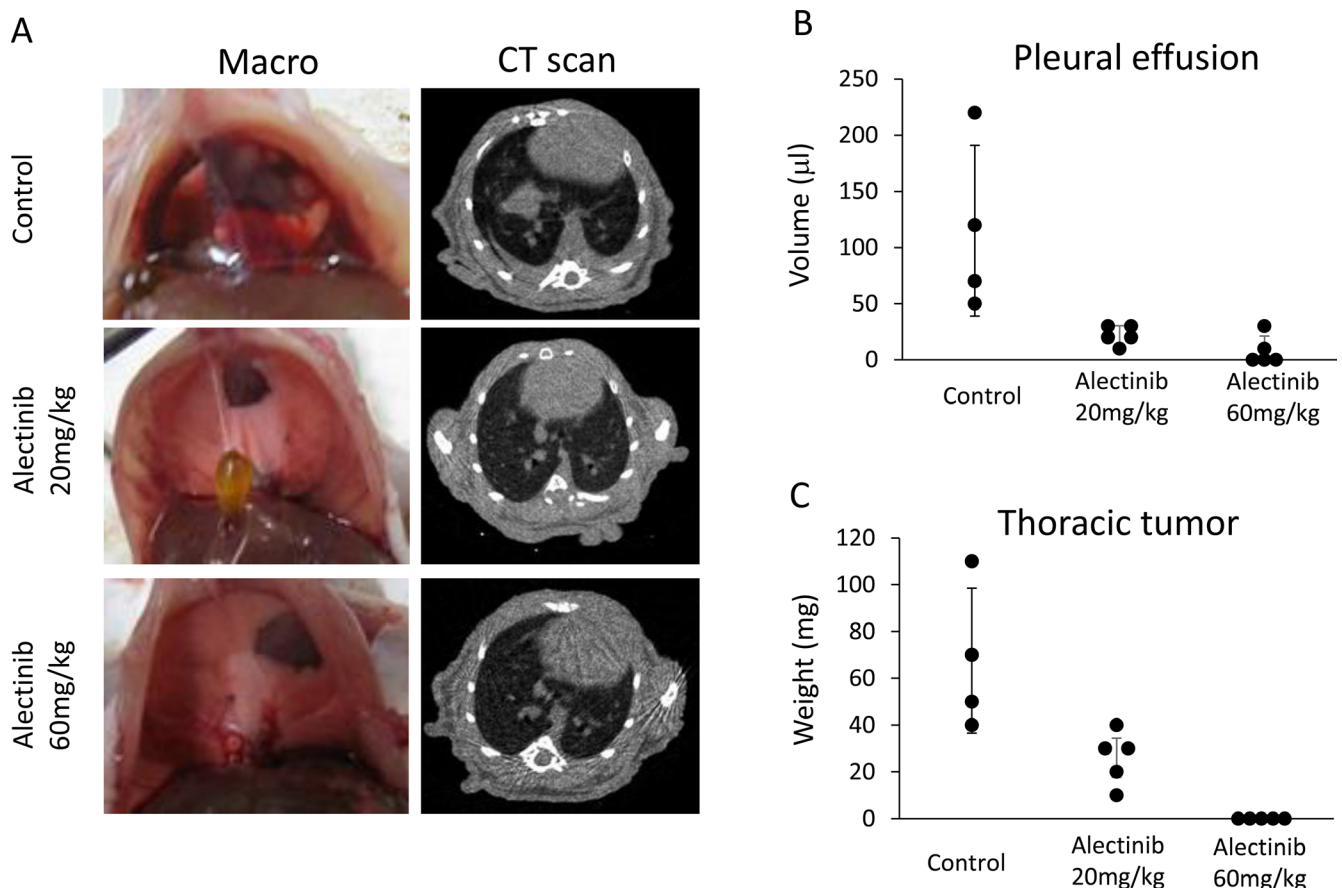 A
Macro
CT scan
Control
Alectinib
20mg/kg
Alectinib
60mg/kg
B
Pleural effusion
Volume (μl)
250
200
150
100
50
0
Control
Alectinib
20mg/kg
Alectinib
60mg/kg
C
Thoracic tumor
Weight (mg)
120
100
80
60
40
20
0
Control
Alectinib
20mg/kg
Alectinib
60mg/kg